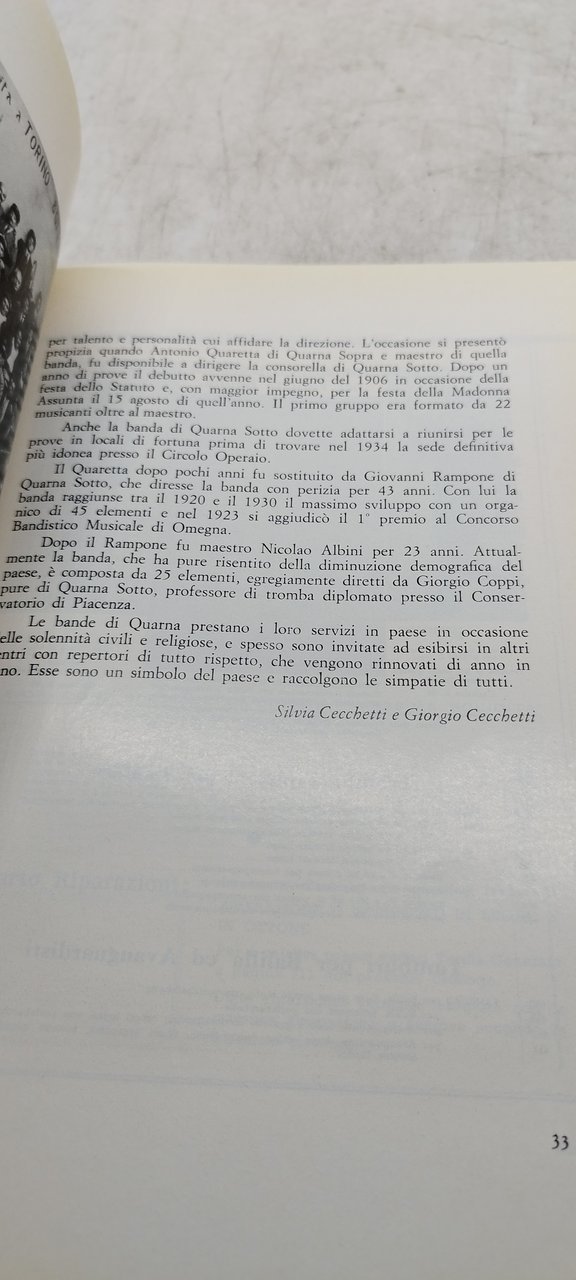 a TORINO
per talento e personalità cui affidare la direzione. L'occasione si presentò
propizia quando Antonio Quaretta di Quarna Sopra e maestro di quella
banda, fu disponibile a dirigere la consorella di Quarna Sotto. Dopo un
anno di prove il debutto avvenne nel giugno del 1906 in occasione della
festa dello Statuto e, con maggior impegno, per la festa della Madonna
Assunta il 15 agosto di quell'anno. Il primo gruppo era formato da 22
musicanti oltre al maestro.
Anche la banda di Quarna Sotto dovette adattarsi a riunirsi per le
prove in locali di fortuna prima di trovare nel 1934 la sede definitiva
più idonea presso il Circolo Operaio.
Il Quaretta dopo pochi anni fu sostituito da Giovanni Rampone di
Quarna Sotto, che diresse la banda con perizia per 43 anni. Con lui la
banda raggiunse tra il 1920 e il 1930 il massimo sviluppo con un orga-
nico di 45 elementi e nel 1923 si aggiudicò il 1° premio al Concorso
Bandistico Musicale di Omegna.
Dopo il Rampone fu maestro Nicolao Albini per 23 anni. Attual-
mente la banda, che ha pure risentito della diminuzione demografica del
paese, è composta da 25 elementi, egregiamente diretti da Giorgio Coppi,
pure di Quarna Sotto, professore di tromba diplomato presso il Conser-
vatorio di Piacenza.
Le bande di Quarna prestano i loro servizi in paese in occasione
elle solennità civili e religiose, e spesso sono invitate ad esibirsi in altri
entri con repertori di tutto rispetto, che vengono rinnovati di anno in
no. Esse sono un simbolo del paese e raccolgono le simpatie di tutti.
Silvia Cecchetti e Giorgio Cecchetti
33